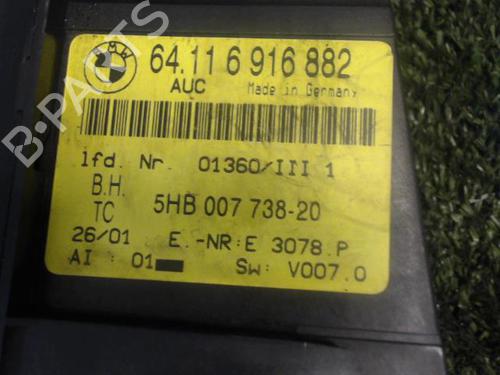 BMW
64.11 6 916 882
AUC Made in Germany
lfd. Nr. 01360/III 1
B.H.
TC 5HB 007 738-20
26/01 E.-NR:E 3078.P
AI : 01 Sw: V007.0
B-PARTS